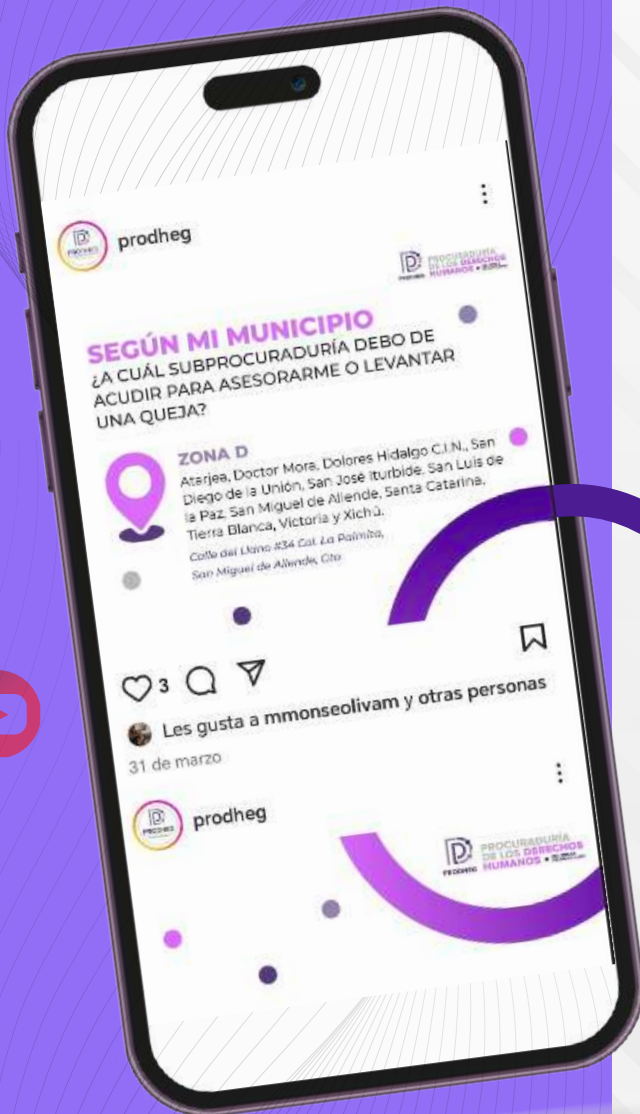 prodheg
PRODHEG
PROCURADURÍA
DE LOS DERECHOS
HUMANOS
SEGÚN MI MUNICIPIO
¿A CUÁL SUBPROCURADURÍA DEBO DE
ACUDIR PARA ASESORARME O LEVANTAR
UNA QUEJA?
ZONA D
Atarjea, Doctor Mora, Dolores Hidalgo C.I.N., San
Diego de la Unión, San José Iturbide, San Luis de
la Paz, San Miguel de Allende, Santa Catarina,
Tierra Blanca, Victoria y Xichú.
Calle del Llano #34 Col. La Palmita,
San Miguel de Allende, Gto.
3
Les gusta a mmonseolivam y otras personas
31 de marzo
prodheg
PRODHEG
PROCURADURÍA
DE LOS DERECHOS
HUMANOS